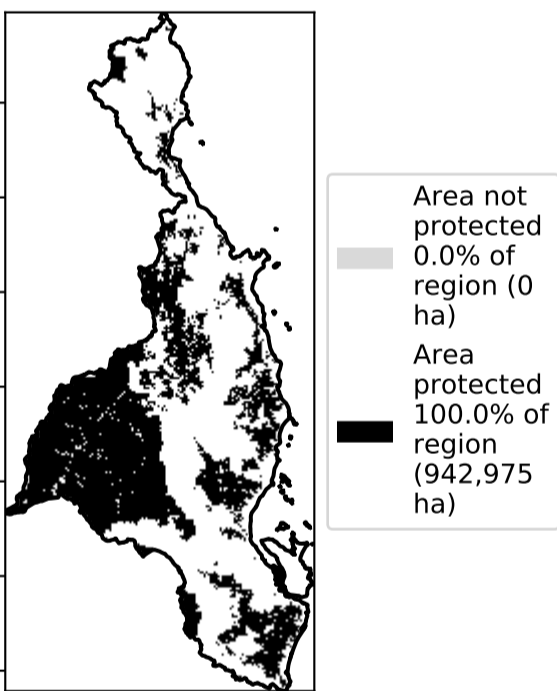 Area not
protected
0.0% of
region (0
ha)
Area
protected
100.0% of
region
(942,975
ha)